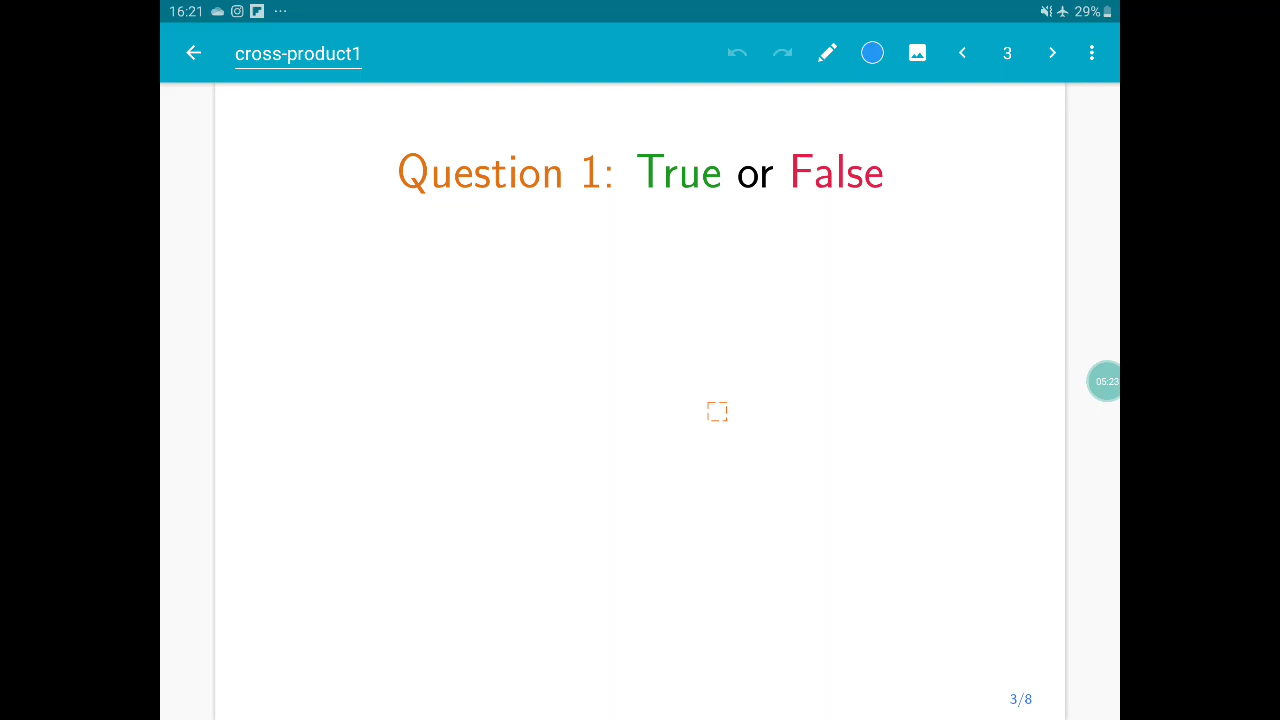 16:21 ... 29%
cross-product1 3
Question 1: True or False
05:23
3/8